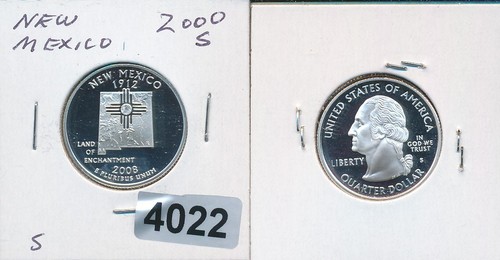 NEW 2000
MEXICO S
NEW MEXICO
1912
LAND
OF
ENCHANTMENT
2008
E PLURIBUS UNUM
S
4022
UNITED STATES OF AMERICA
LIBERTY
IN
GOD WE
TRUST
S
QUARTER DOLLAR